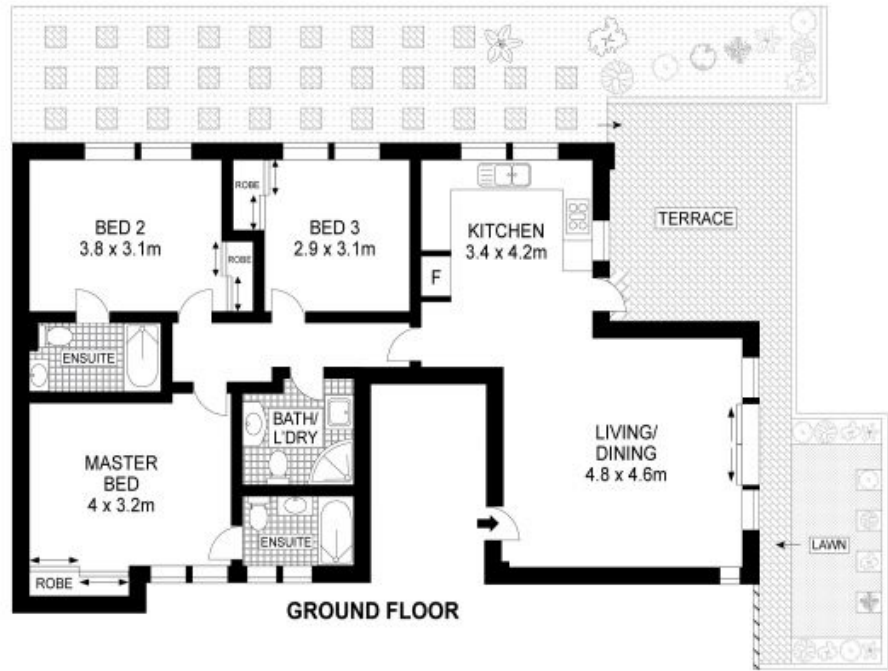 BED 2
3.8 x 3.1m
ROBE
ROBE
BED 3
2.9 x 3.1m
KITCHEN
3.4 x 4.2m
F
TERRACE
ENSUITE
BATH/
L'DRY
MASTER
BED
4 x 3.2m
ROBE
ENSUITE
LIVING/
DINING
4.8 x 4.6m
LAWN
GROUND FLOOR